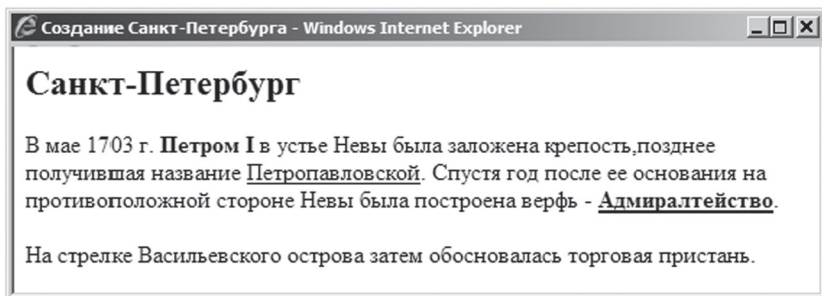 Создание Санкт-Петербурга - Windows Internet Explorer
Санкт-Петербург
В мае 1703 г. Петром I в устье Невы была заложена крепость,позднее
получившая название Петропавловской. Спустя год после ее основания на
противоположной стороне Невы была построена верфь - Адмиралтейство.
На стрелке Васильевского острова затем обосновалась торговая пристань.